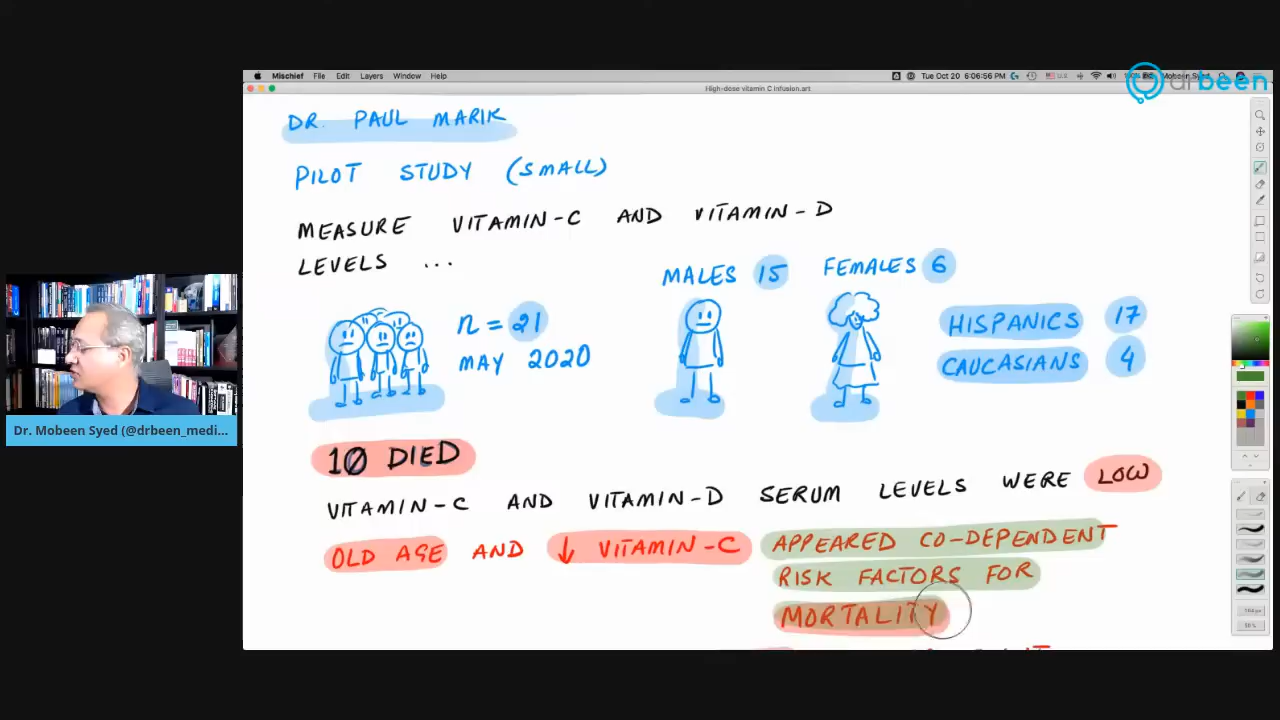 Mischief File Edit Layers Window Help
Tue Oct 20 6:06:56 PM
Mobeen Syed
drbeen
High-dose vitamin C infusion.art
DR. PAUL MARIK
PILOT STUDY (SMALL)
MEASURE VITAMIN-C AND VITAMIN-D
LEVELS ...
MALES 15 FEMALES 6
n = 21
MAY 2020
HISPANICS 17
CAUCASIANS 4
Dr. Mobeen Syed (@drbeen_medi...
10 DIED
VITAMIN-C AND VITAMIN-D SERUM LEVELS WERE LOW
OLD AGE AND ↓ VITAMIN-C APPEARED CO-DEPENDENT
RISK FACTORS FOR
MORTALITY